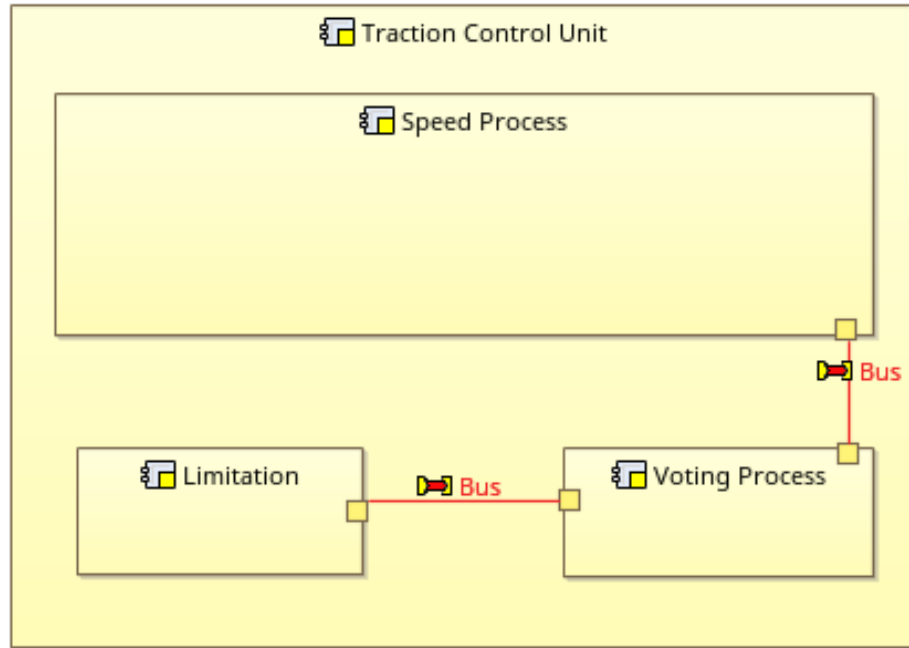 Traction Control Unit
Speed Process
Bus
Limitation
Bus
Voting Process